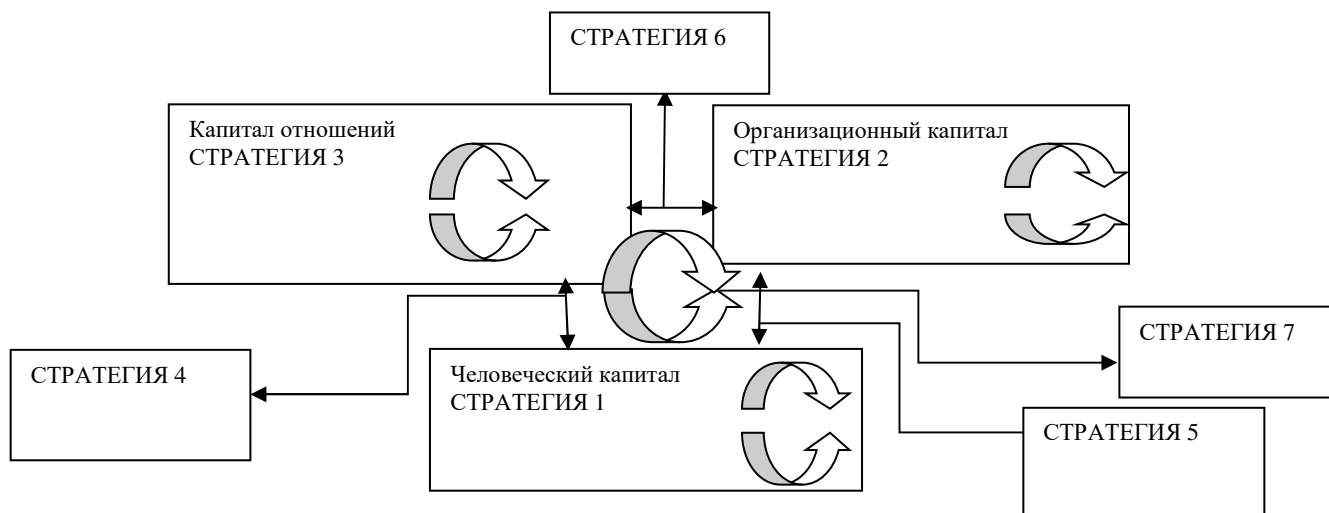 СТРАТЕГИЯ 6
Капитал отношений
СТРАТЕГИЯ 3
Организационный капитал
СТРАТЕГИЯ 2
СТРАТЕГИЯ 7
СТРАТЕГИЯ 4
Человеческий капитал
СТРАТЕГИЯ 1
СТРАТЕГИЯ 5